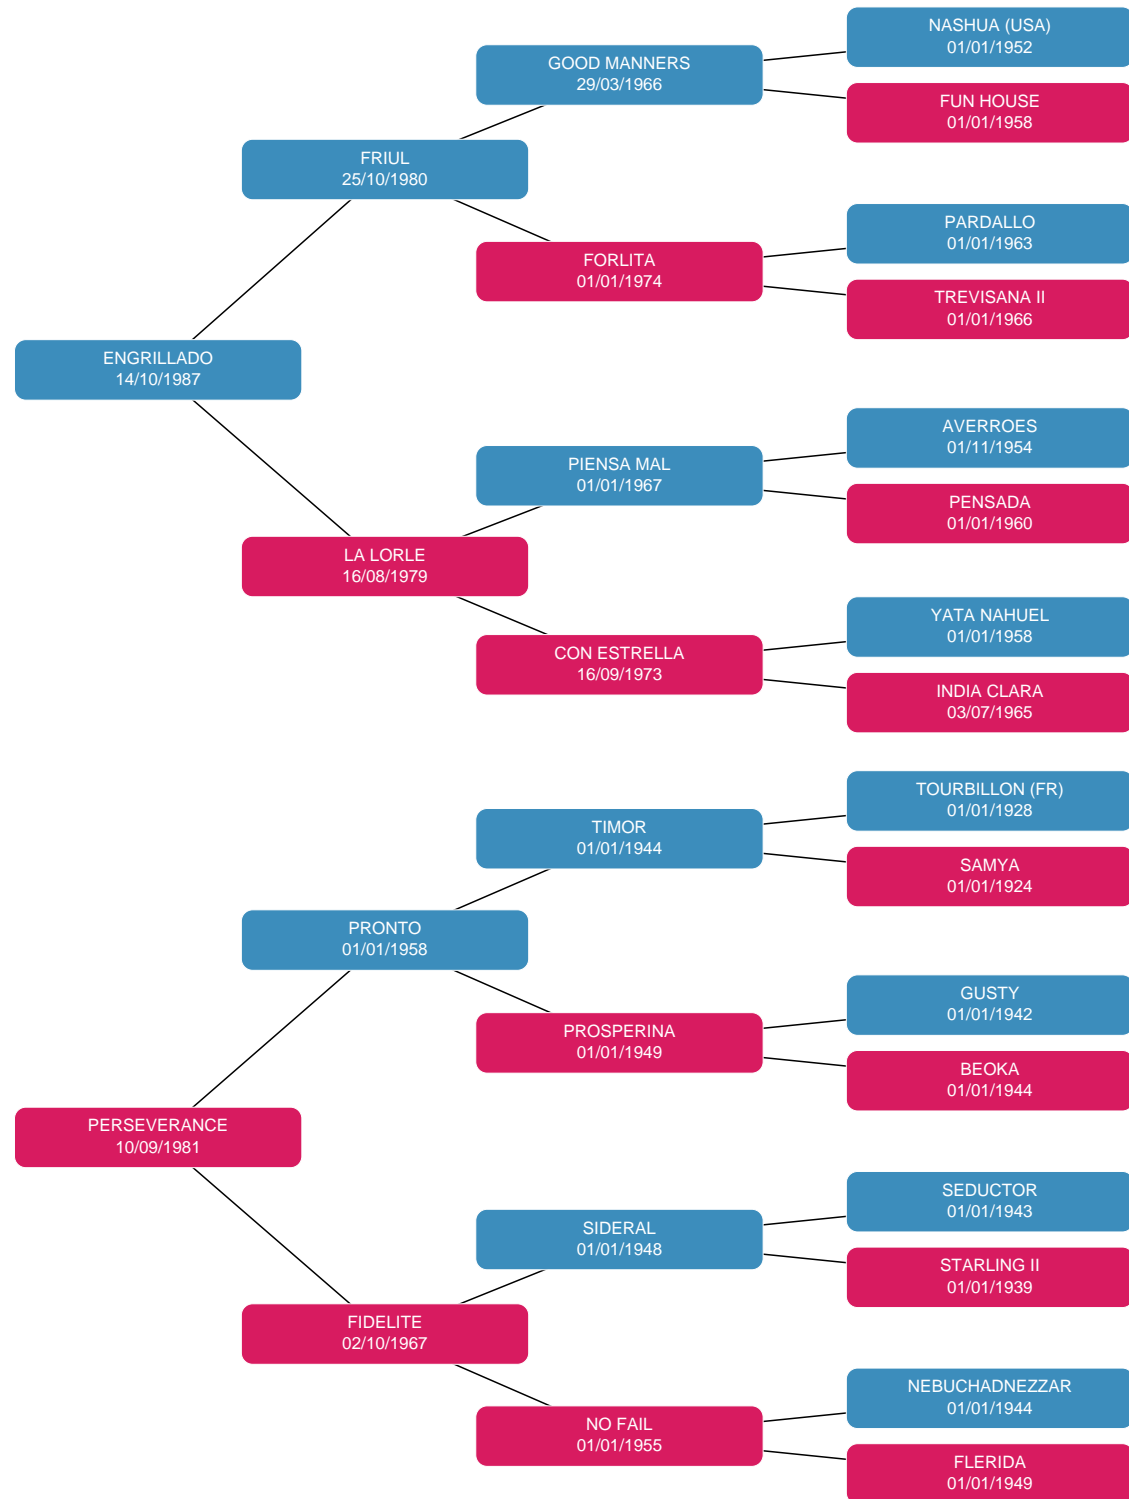 NASHUA (USA)
01/01/1952
GOOD MANNERS
29/03/1966
FUN HOUSE
01/01/1958
FRIUL
25/10/1980
PARDALLO
01/01/1963
FORLITA
01/01/1974
TREVISANA II
01/01/1966
ENGRILLADO
14/10/1987
AVERROES
01/11/1954
PIENSA MAL
01/01/1967
PENSADA
01/01/1960
LA LORLE
16/08/1979
YATA NAHUEL
01/01/1958
CON ESTRELLA
16/09/1973
INDIA CLARA
03/07/1965
TOURBILLON (FR)
01/01/1928
TIMOR
01/01/1944
SAMYA
01/01/1924
PRONTO
01/01/1958
GUSTY
01/01/1942
PROSPERINA
01/01/1949
BEOKA
01/01/1944
PERSEVERANCE
10/09/1981
SEDUCTOR
01/01/1943
SIDERAL
01/01/1948
STARLING II
01/01/1939
FIDELITE
02/10/1967
NEBUCHADNEZZAR
01/01/1944
NO FAIL
01/01/1955
FLERIDA
01/01/1949